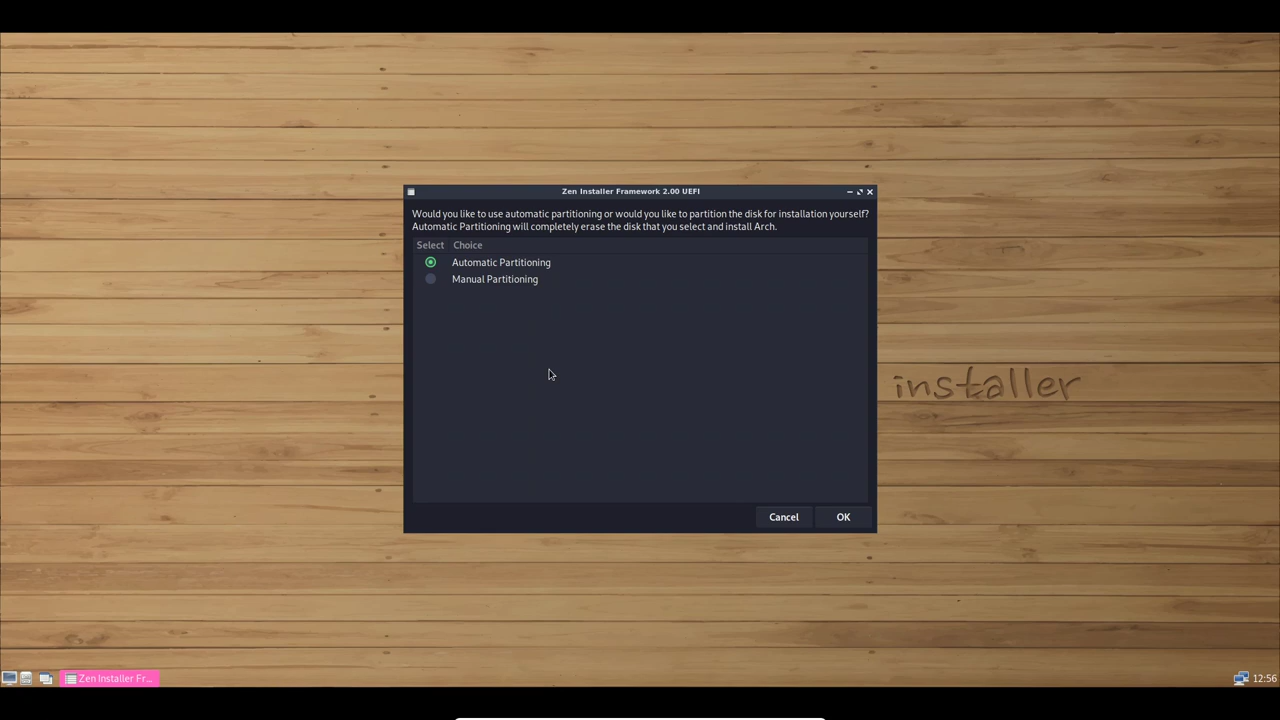 Zen Installer Framework 2.00 UEFI
Would you like to use automatic partitioning or would you like to partition the disk for installation yourself?
Automatic Partitioning will completely erase the disk that you select and install Arch.
Select Choice
Automatic Partitioning
Manual Partitioning
installer
Cancel OK
Zen Installer Fr... 12:56